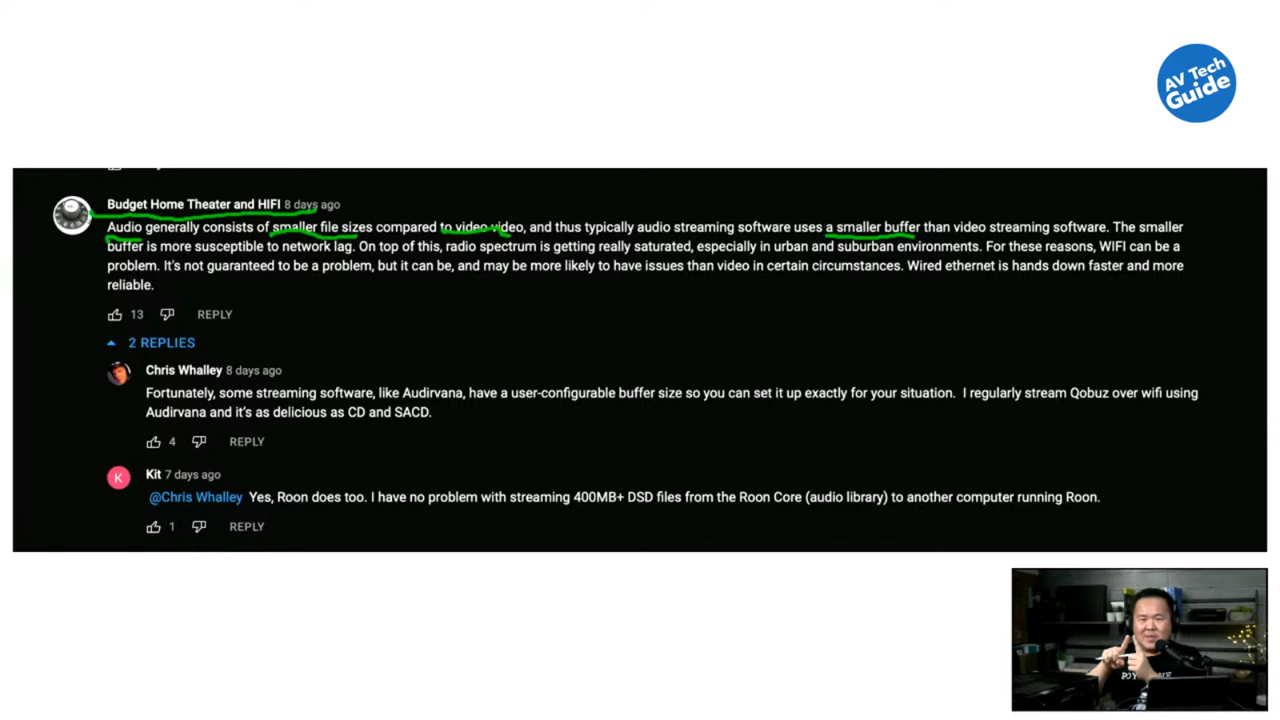 AV Tech
Guide
Budget Home Theater and HIFI 8 days ago
Audio generally consists of smaller file sizes compared to video video, and thus typically audio streaming software uses a smaller buffer than video streaming software. The smaller
buffer is more susceptible to network lag. On top of this, radio spectrum is getting really saturated, especially in urban and suburban environments. For these reasons, WIFI can be a
problem. It's not guaranteed to be a problem, but it can be, and may be more likely to have issues than video in certain circumstances. Wired ethernet is hands down faster and more
reliable.
13 REPLY
2 REPLIES
Chris Whalley 8 days ago
Fortunately, some streaming software, like Audirvana, have a user-configurable buffer size so you can set it up exactly for your situation. I regularly stream Qobuz over wifi using
Audirvana and it's as delicious as CD and SACD.
4 REPLY
K
Kit 7 days ago
@Chris Whalley Yes, Roon does too. I have no problem with streaming 400MB+ DSD files from the Roon Core (audio library) to another computer running Roon.
1 REPLY